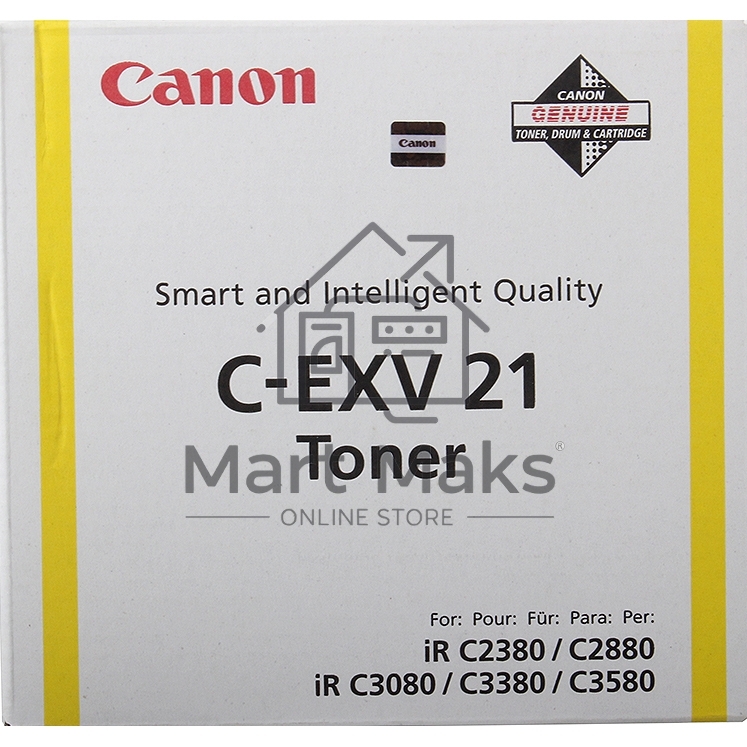 Canon
CANON
GENUINE
TONER, DRUM & CARTRIDGE
Canon
Smart and Intelligent Quality
C-EXV 21
Toner
Mart Maks®
ONLINE STORE
For: Pour: Für: Para: Per:
iR C2380 / C2880
iR C3080 / C3380 / C3580